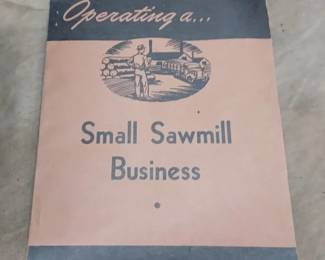 Operating a...
Small Sawmill
Business